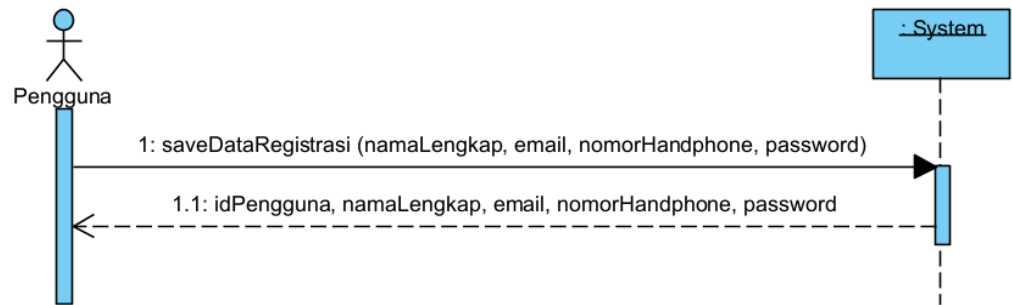 : System
Pengguna
1: saveDataRegistrasi (namaLengkap, email, nomorHandphone, password)
1.1: idPengguna, namaLengkap, email, nomorHandphone, password